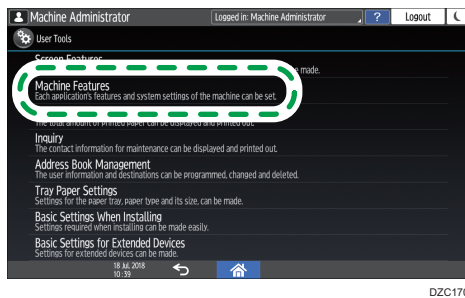 Machine Administrator
Logged in: Machine Administrator
?
Logout
User Tools
Screen Features
be made.
Machine Features
Each application's features and system settings of the machine can be set.
The total amount of printed paper can be displayed and printed out.
Inquiry
The contact information for maintenance can be displayed and printed out.
Address Book Management
The user information and destinations can be programmed, changed and deleted.
Tray Paper Settings
Settings for the paper tray, paper type and its size, can be made.
Basic Settings When Installing
Settings required when installing can be made easily.
Basic Settings for Extended Devices
Settings for extended devices can be made.
18 Jul. 2018
10:39
DZC170